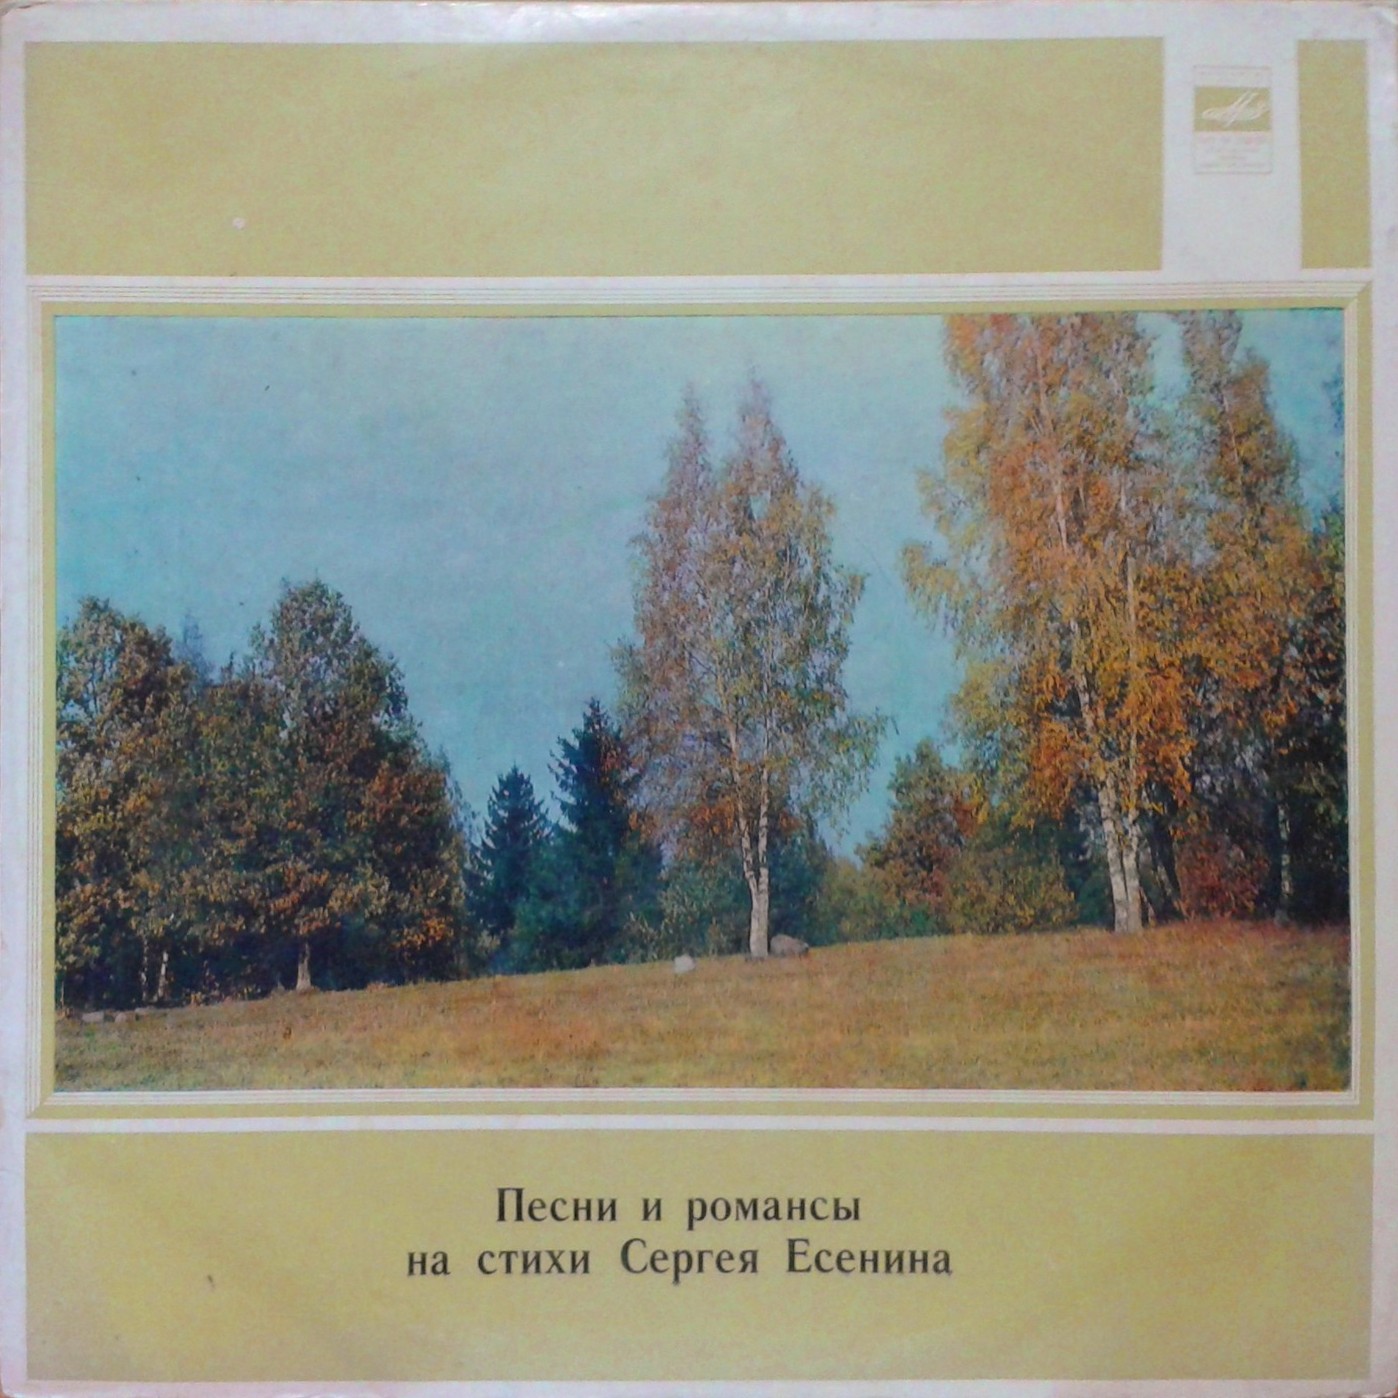 Песни и романсы
на стихи Сергея Есенина